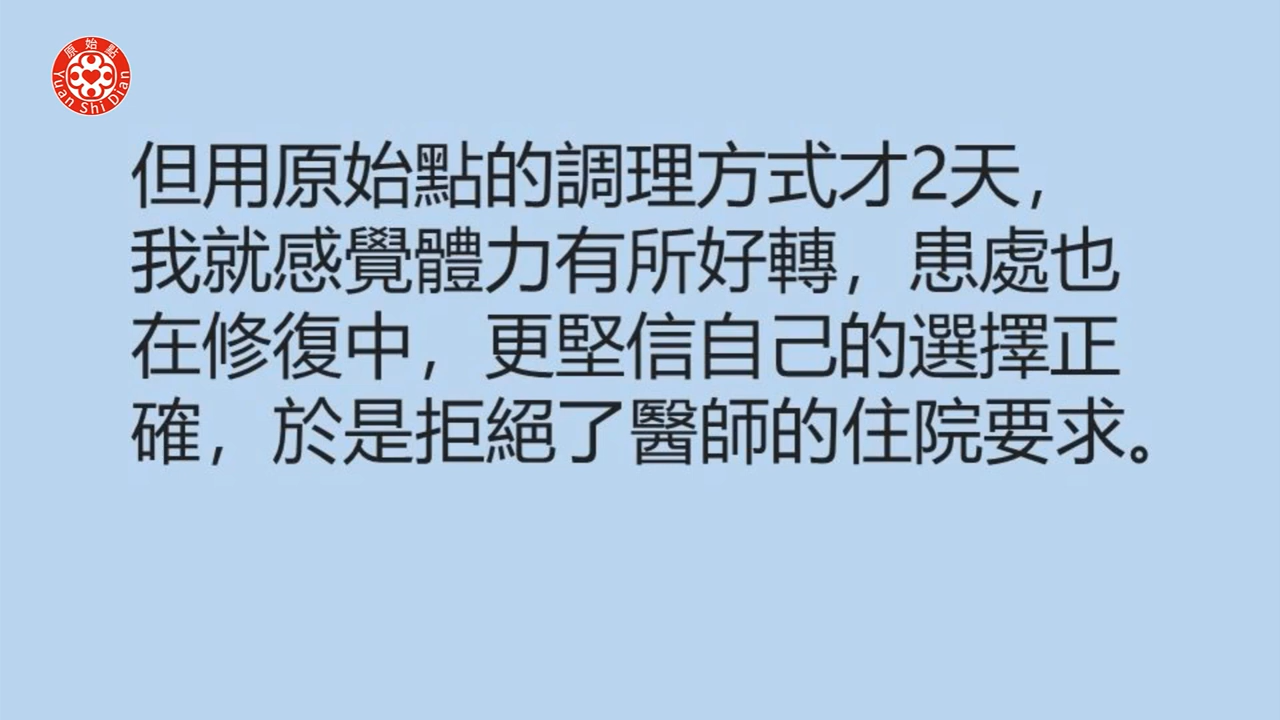 原始點
Yuan Shi Dian
但用原始點的調理方式才2天,
我就感覺體力有所好轉,患處也
在修復中,更堅信自己的選擇正
確,於是拒絕了醫師的住院要求。